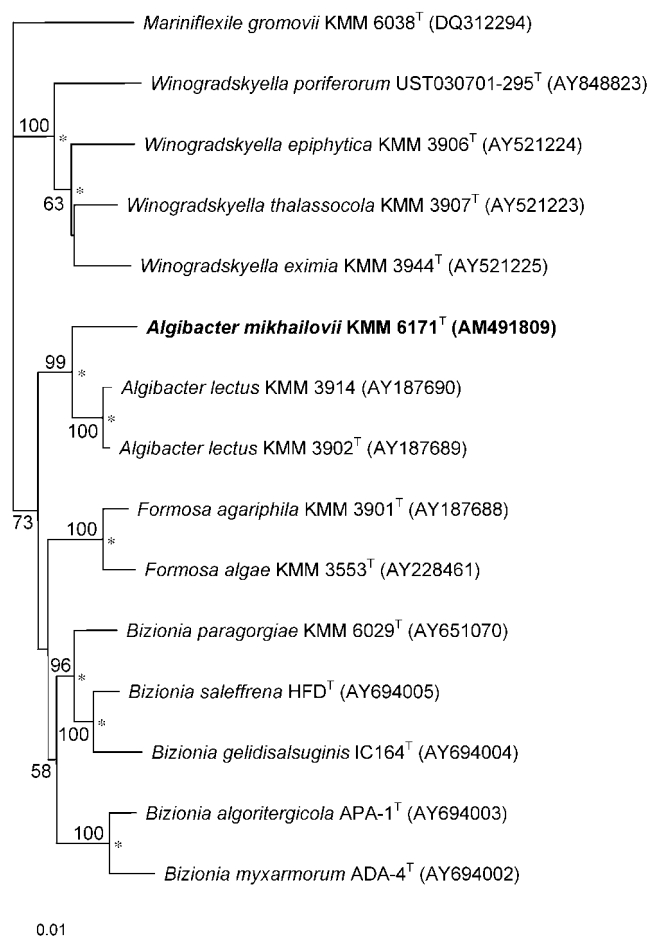 Mariniflexile gromovii KMM 6038ᵀ (DQ312294)
Winogradskyella poriferorum UST030701-295ᵀ (AY848823)
100
*
Winogradskyella epiphytica KMM 3906ᵀ (AY521224)
*
63
Winogradskyella thalassocola KMM 3907ᵀ (AY521223)
Winogradskyella eximia KMM 3944ᵀ (AY521225)
Algibacter mikhailovii KMM 6171ᵀ (AM491809)
99
*
Algibacter lectus KMM 3914 (AY187690)
*
100
Algibacter lectus KMM 3902ᵀ (AY187689)
Formosa agariphila KMM 3901ᵀ (AY187688)
73
100
*
Formosa algae KMM 3553ᵀ (AY228461)
Bizionia paragorgiae KMM 6029ᵀ (AY651070)
96
*
Bizionia saleffrena HFDᵀ (AY694005)
*
100
Bizionia gelidisalsuginis IC164ᵀ (AY694004)
58
Bizionia algoritergicola APA-1ᵀ (AY694003)
100
*
Bizionia myxarmorum ADA-4ᵀ (AY694002)
0.01